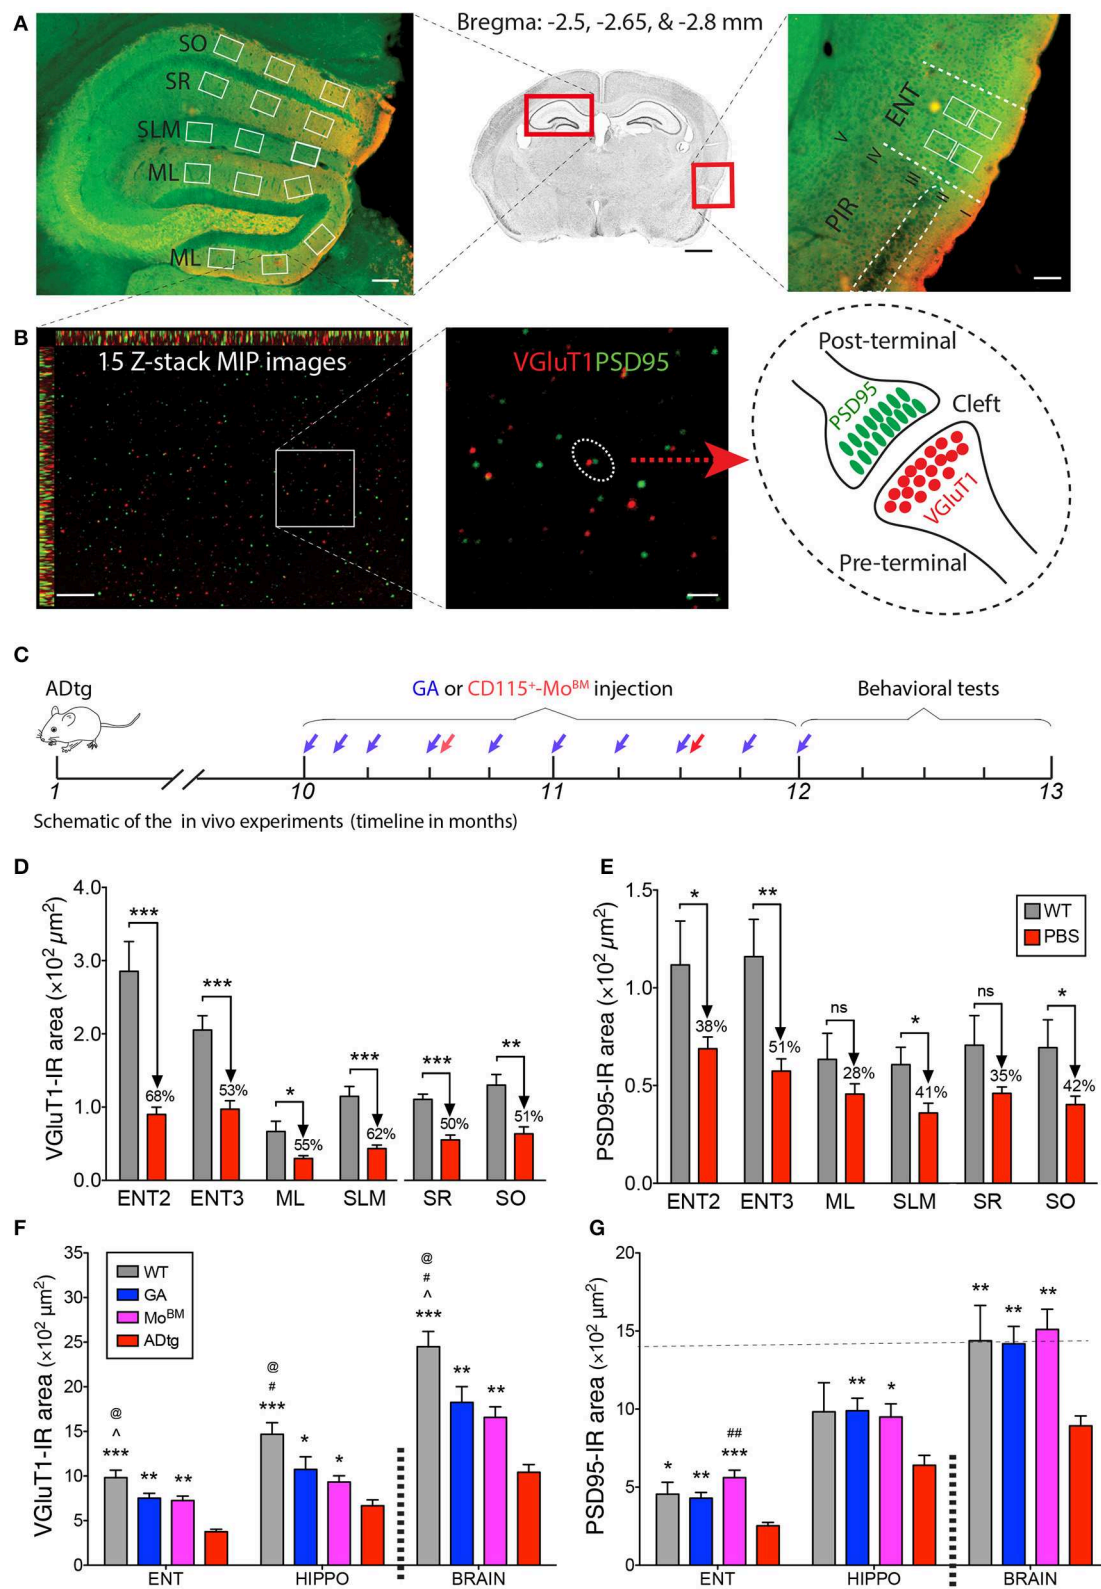 A
Bregma: -2.5, -2.65, & -2.8 mm
SO
SR
SLM
ML
ML
ENT
PIR
V
IV
III
II
I
B
15 Z-stack MIP images
VGluT1PSD95
Post-terminal
PSD95
Cleft
VGluT1
Pre-terminal
C
ADtg
GA or CD115+-MoBM injection
Behavioral tests
1
10
11
12
13
Schematic of the in vivo experiments (timeline in months)
D
VGluT1-IR area (×10² µm²)
4.0
3.0
2.0
1.0
0.0
***
***
*
***
***
**
68%
53%
55%
62%
50%
51%
ENT2 ENT3 ML SLM SR SO
E
PSD95-IR area (×10² µm²)
1.5
1.0
0.5
0.0
WT
PBS
*
**
ns
*
ns
*
38%
51%
28%
41%
35%
42%
ENT2 ENT3 ML SLM SR SO
F
VGluT1-IR area (×10² µm²)
35
30
25
20
15
10
5
0
WT
GA
MoBM
ADtg
@
^
***
**
**
@
#
***
*
*
@
#
^
***
**
**
ENT HIPPO BRAIN
G
PSD95-IR area (×10² µm²)
20
15
10
5
0
*
**
##
***
**
*
**
**
**
ENT HIPPO BRAIN